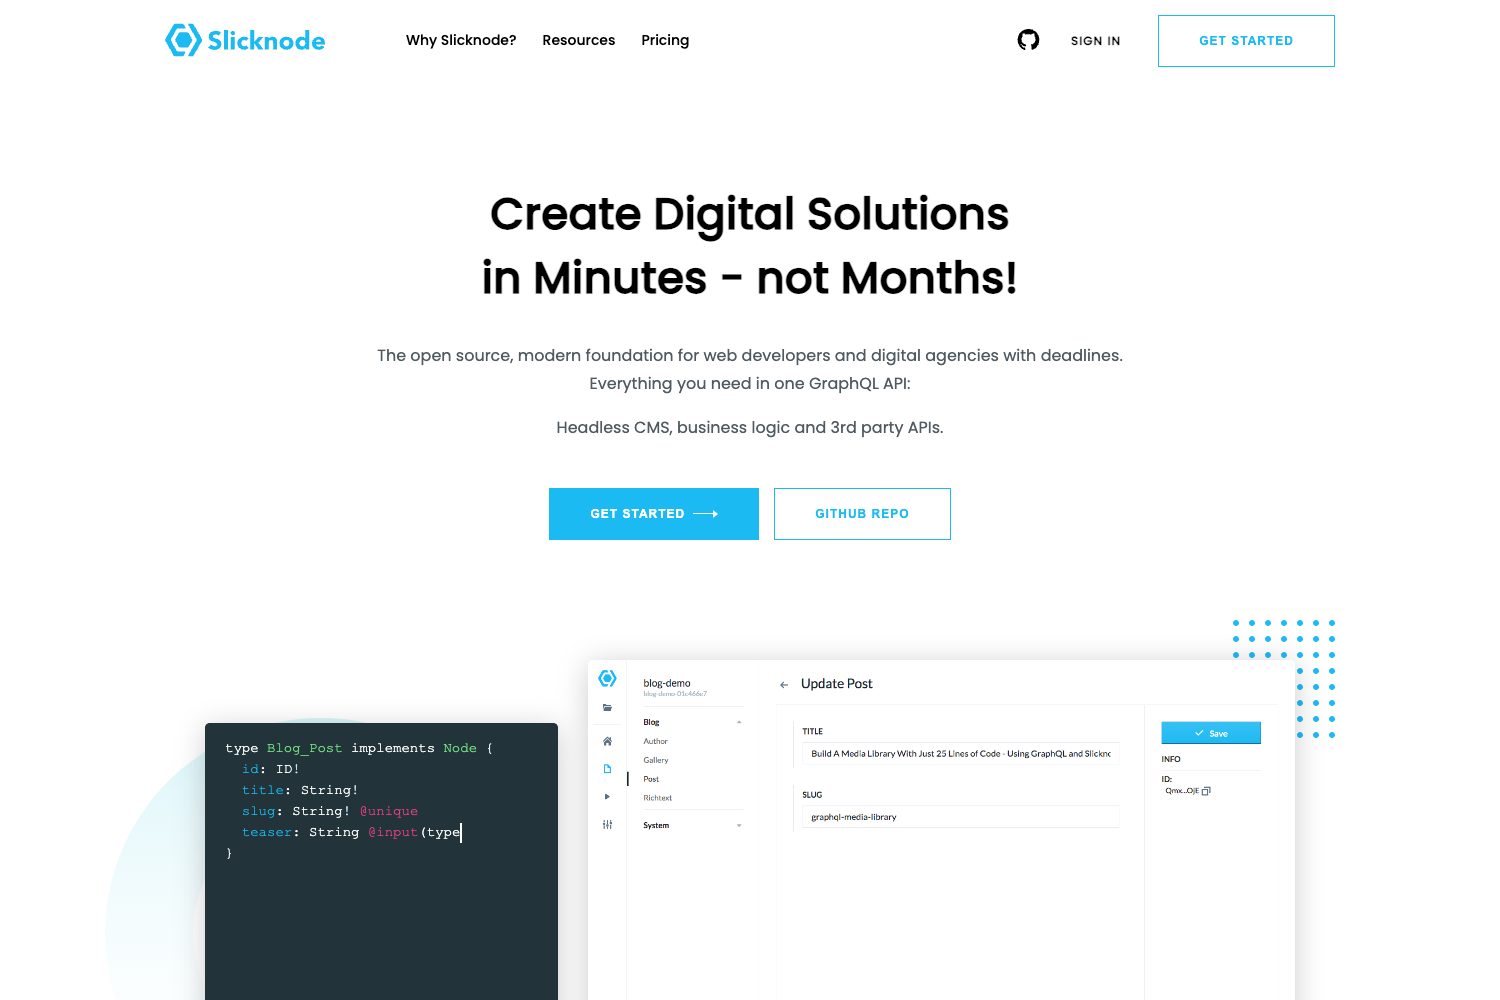 Slicknode
Why Slicknode?
Resources
Pricing
SIGN IN
GET STARTED
Create Digital Solutions
in Minutes - not Months!
The open source, modern foundation for web developers and digital agencies with deadlines.
Everything you need in one GraphQL API:
Headless CMS, business logic and 3rd party APIs.
GET STARTED
GITHUB REPO
type Blog_Post implements Node {
id: ID!
title: String!
slug: String! @unique
teaser: String @input(type
}
blog-demo
blog-demo-01c466e7
Blog
Author
Gallery
Post
Richtext
System
Update Post
TITLE
Build A Media Library With Just 25 Lines of Code - Using GraphQL and Slicknc
SLUG
graphql-media-library
Save
INFO
ID:
Qmx...OjE